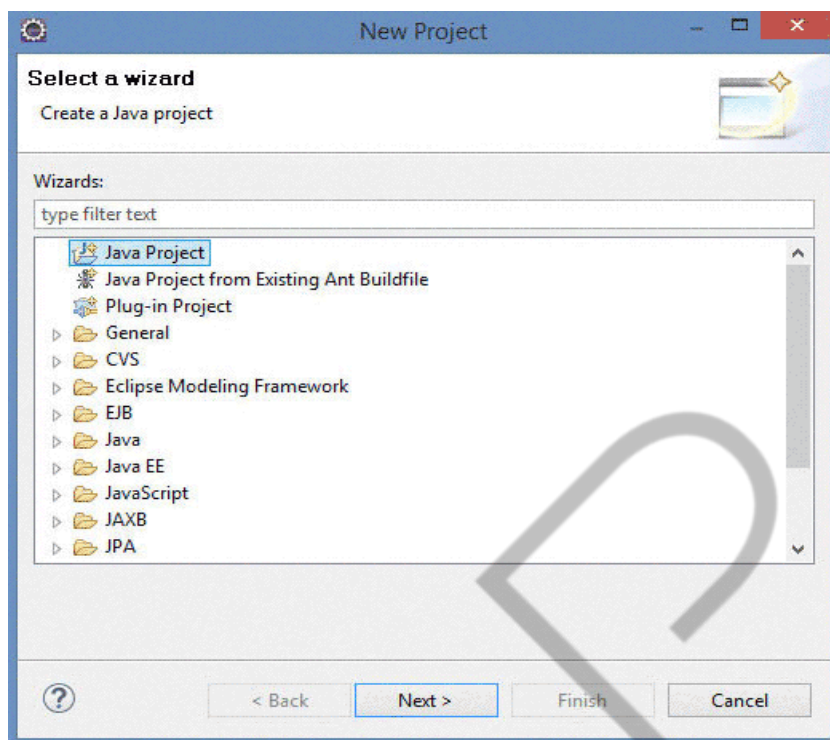 New Project
Select a wizard
Create a Java project
Wizards:
type filter text
Java Project
Java Project from Existing Ant Buildfile
Plug-in Project
General
CVS
Eclipse Modeling Framework
EJB
Java
Java EE
JavaScript
JAXB
JPA
< Back Next > Finish Cancel